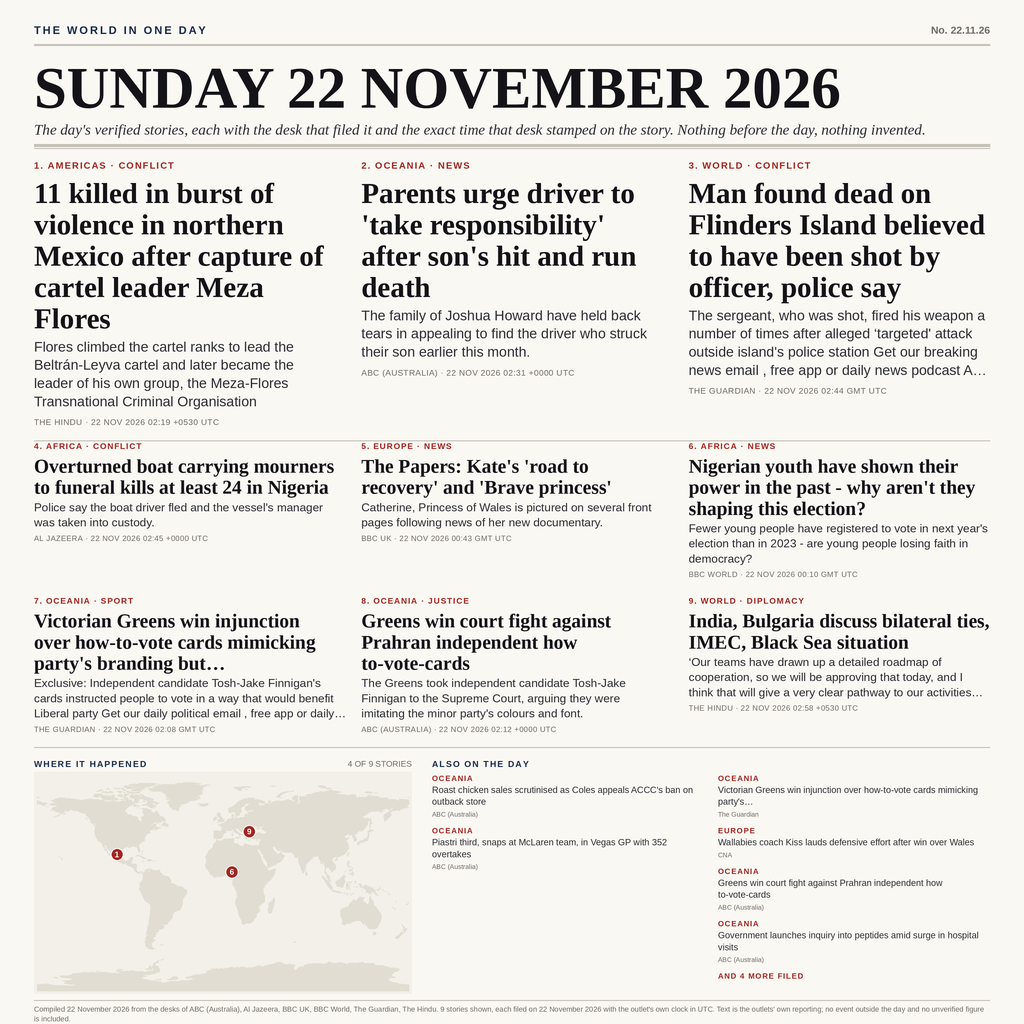 THE WORLD IN ONE DAY
No. 22.11.26
SUNDAY 22 NOVEMBER 2026
The day's verified stories, each with the desk that filed it and the exact time that desk stamped on the story. Nothing before the day, nothing invented.
1. AMERICAS · CONFLICT
11 killed in burst of
violence in northern
Mexico after capture of
cartel leader Meza
Flores
Flores climbed the cartel ranks to lead the
Beltrán-Leyva cartel and later became the
leader of his own group, the Meza-Flores
Transnational Criminal Organisation
THE HINDU · 22 NOV 2026 02:19 +0530 UTC
2. OCEANIA · NEWS
Parents urge driver to
'take responsibility'
after son's hit and run
death
The family of Joshua Howard have held back
tears in appealing to find the driver who struck
their son earlier this month.
ABC (AUSTRALIA) · 22 NOV 2026 02:31 +0000 UTC
3. WORLD · CONFLICT
Man found dead on
Flinders Island believed
to have been shot by
officer, police say
The sergeant, who was shot, fired his weapon a
number of times after alleged ‘targeted’ attack
outside island's police station Get our breaking
news email , free app or daily news podcast A…
THE GUARDIAN · 22 NOV 2026 02:44 GMT UTC
4. AFRICA · CONFLICT
Overturned boat carrying mourners
to funeral kills at least 24 in Nigeria
Police say the boat driver fled and the vessel's manager
was taken into custody.
AL JAZEERA · 22 NOV 2026 02:45 +0000 UTC
5. EUROPE · NEWS
The Papers: Kate's 'road to
recovery' and 'Brave princess'
Catherine, Princess of Wales is pictured on several front
pages following news of her new documentary.
BBC UK · 22 NOV 2026 00:43 GMT UTC
6. AFRICA · NEWS
Nigerian youth have shown their
power in the past - why aren't they
shaping this election?
Fewer young people have registered to vote in next year's
election than in 2023 - are young people losing faith in
democracy?
BBC WORLD · 22 NOV 2026 00:10 GMT UTC
7. OCEANIA · SPORT
Victorian Greens win injunction
over how-to-vote cards mimicking
party's branding but…
Exclusive: Independent candidate Tosh-Jake Finnigan's
cards instructed people to vote in a way that would benefit
Liberal party Get our daily political email , free app or daily…
THE GUARDIAN · 22 NOV 2026 02:08 GMT UTC
8. OCEANIA · JUSTICE
Greens win court fight against
Prahran independent how
to-vote-cards
The Greens took independent candidate Tosh-Jake
Finnigan to the Supreme Court, arguing they were
imitating the minor party's colours and font.
ABC (AUSTRALIA) · 22 NOV 2026 02:12 +0000 UTC
9. WORLD · DIPLOMACY
India, Bulgaria discuss bilateral ties,
IMEC, Black Sea situation
'Our teams have drawn up a detailed roadmap of
cooperation, so we will be approving that today, and I
think that will give a very clear pathway to our activities…
THE HINDU · 22 NOV 2026 02:58 +0530 UTC
WHERE IT HAPPENED
4 OF 9 STORIES
1
9
6
ALSO ON THE DAY
OCEANIA
Roast chicken sales scrutinised as Coles appeals ACCC's ban on
outback store
ABC (Australia)
OCEANIA
Piastri third, snaps at McLaren team, in Vegas GP with 352
overtakes
ABC (Australia)
OCEANIA
Victorian Greens win injunction over how-to-vote cards mimicking
party's…
The Guardian
EUROPE
Wallabies coach Kiss lauds defensive effort after win over Wales
CNA
OCEANIA
Greens win court fight against Prahran independent how
to-vote-cards
ABC (Australia)
OCEANIA
Government launches inquiry into peptides amid surge in hospital
visits
ABC (Australia)
AND 4 MORE FILED
Compiled 22 November 2026 from the desks of ABC (Australia), Al Jazeera, BBC UK, BBC World, The Guardian, The Hindu. 9 stories shown, each filed on 22 November 2026 with the outlet's own clock in UTC. Text is the outlets' own reporting; no event outside the day and no unverified figure
is included.